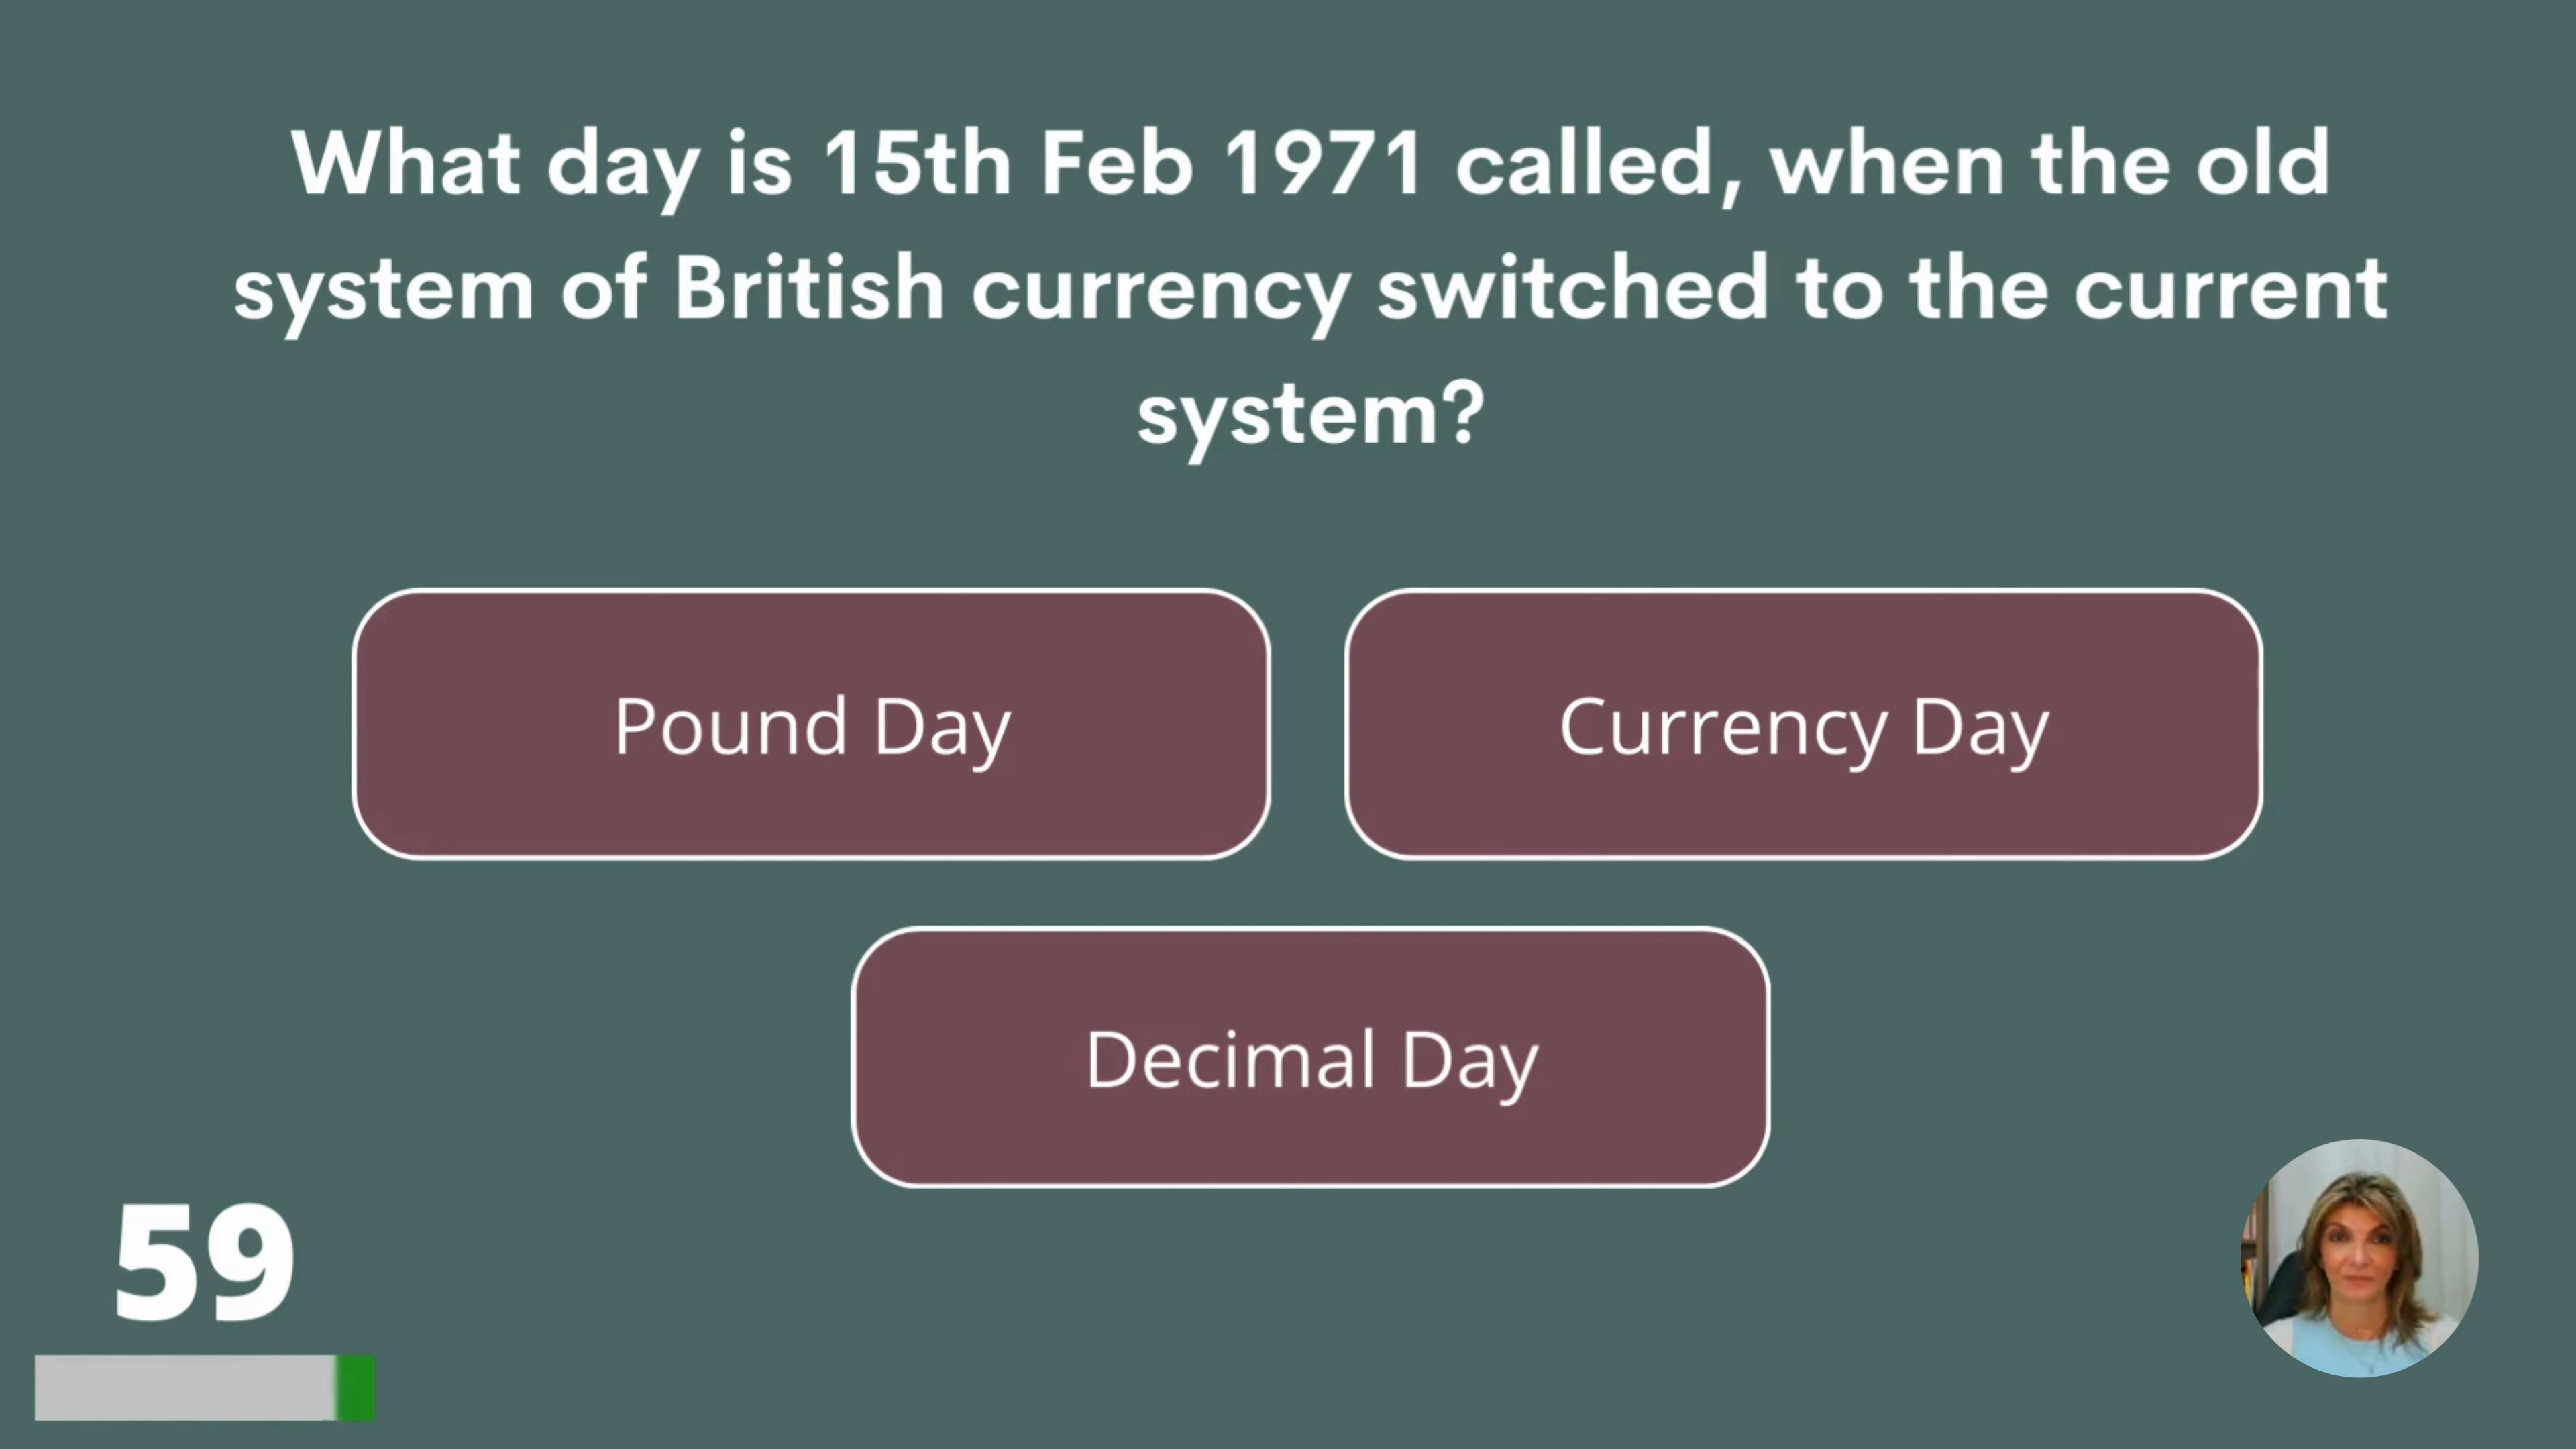 What day is 15th Feb 1971 called, when the old
system of British currency switched to the current
system?
Pound Day
Currency Day
Decimal Day
59